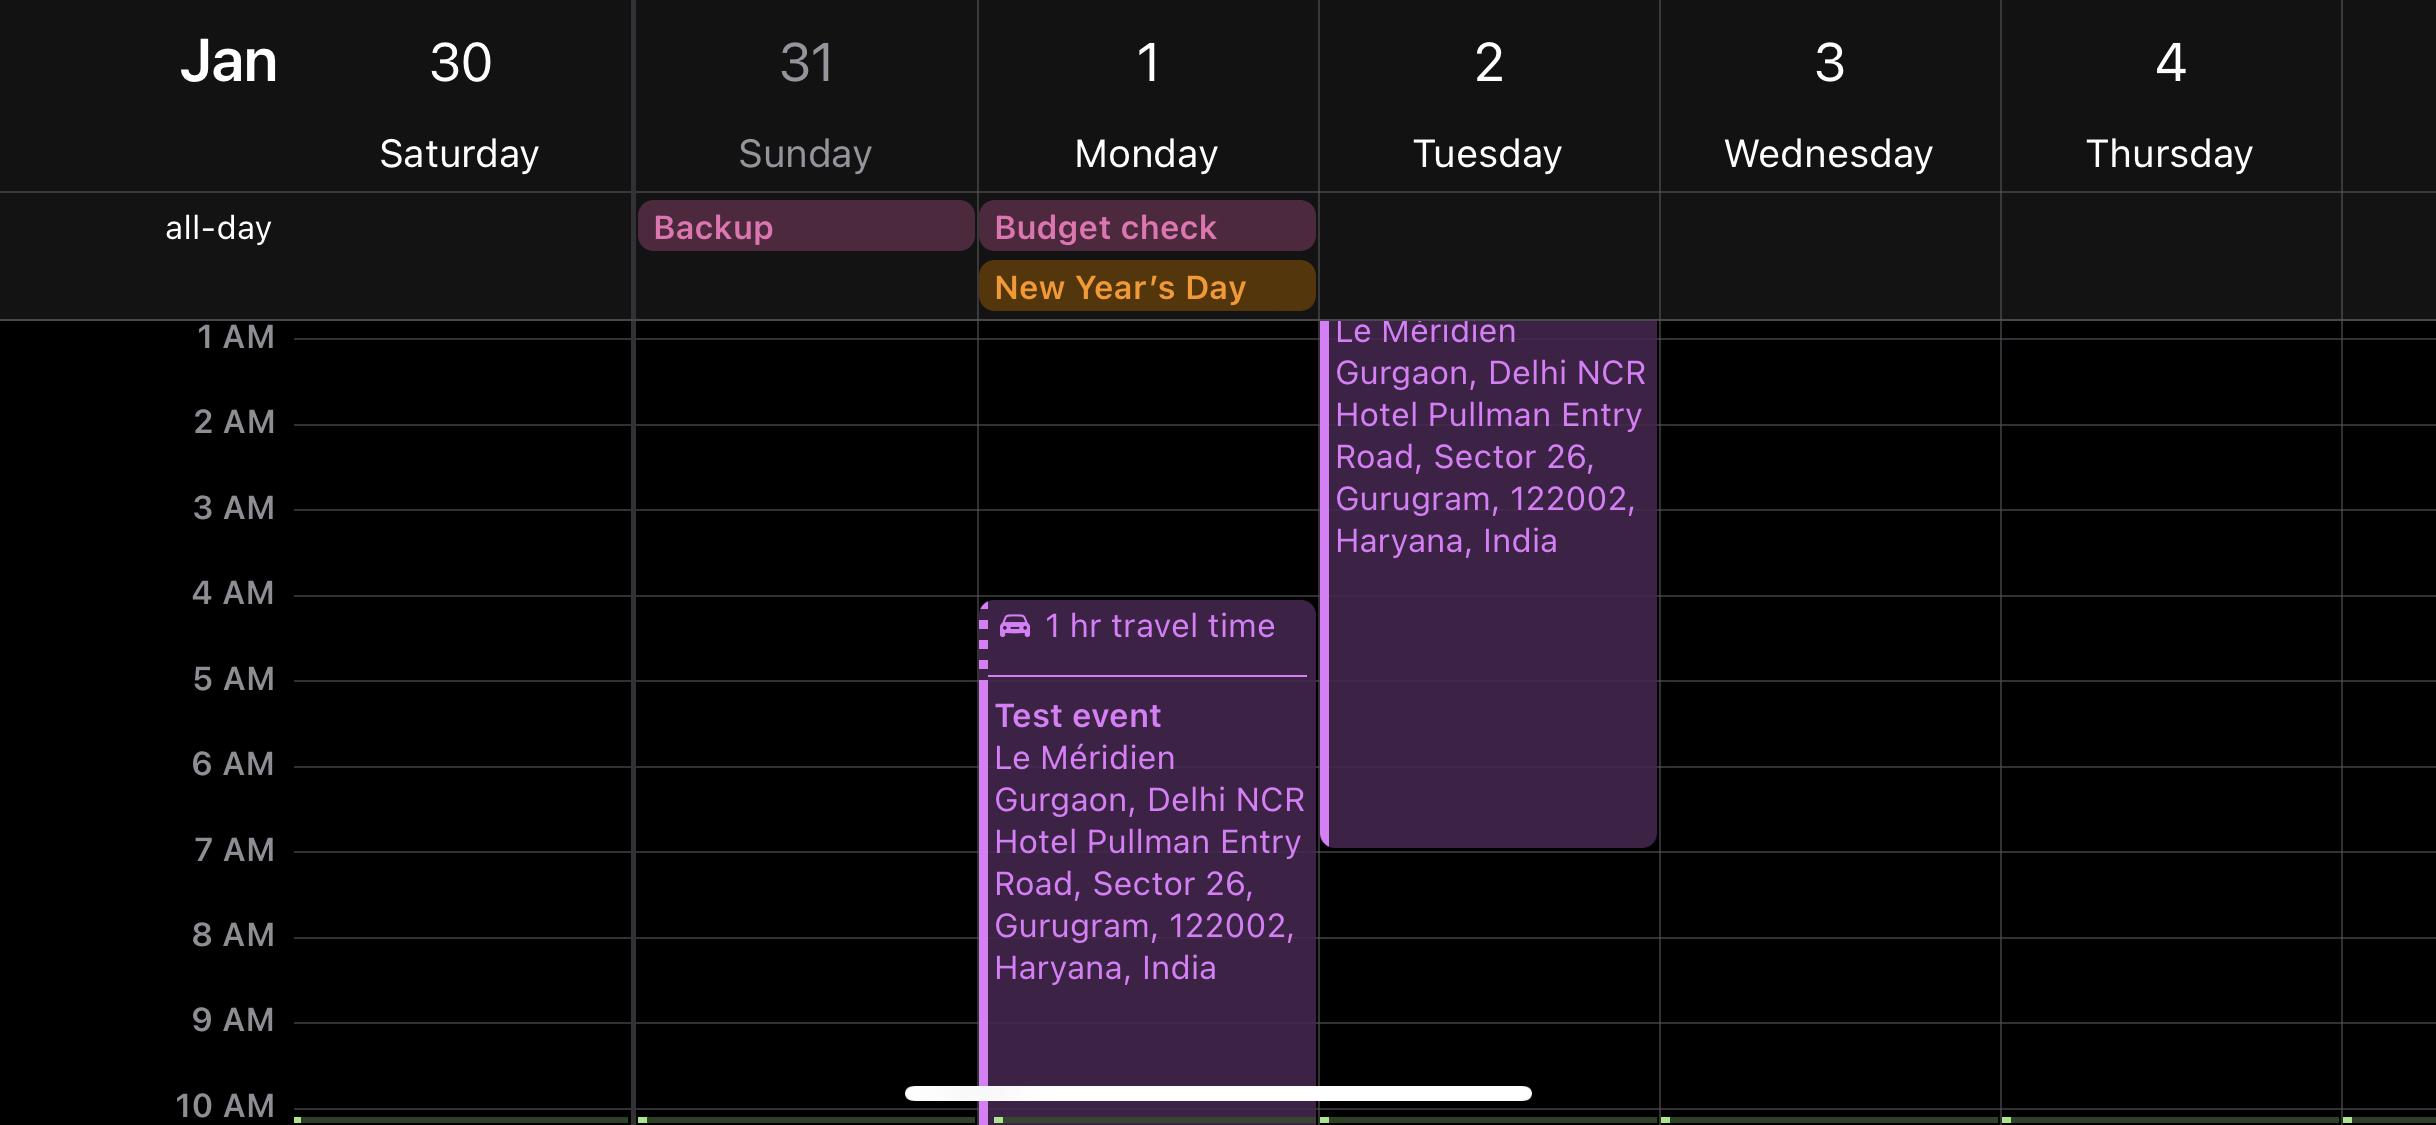 Jan
30
31
1
2
3
4
Saturday
Sunday
Monday
Tuesday
Wednesday
Thursday
all-day
Backup
Budget check
New Year’s Day
1 AM
2 AM
3 AM
4 AM
5 AM
6 AM
7 AM
8 AM
9 AM
10 AM
1 hr travel time
Test event
Le Méridien
Gurgaon, Delhi NCR
Hotel Pullman Entry
Road, Sector 26,
Gurugram, 122002,
Haryana, India
Le Méridien
Gurgaon, Delhi NCR
Hotel Pullman Entry
Road, Sector 26,
Gurugram, 122002,
Haryana, India